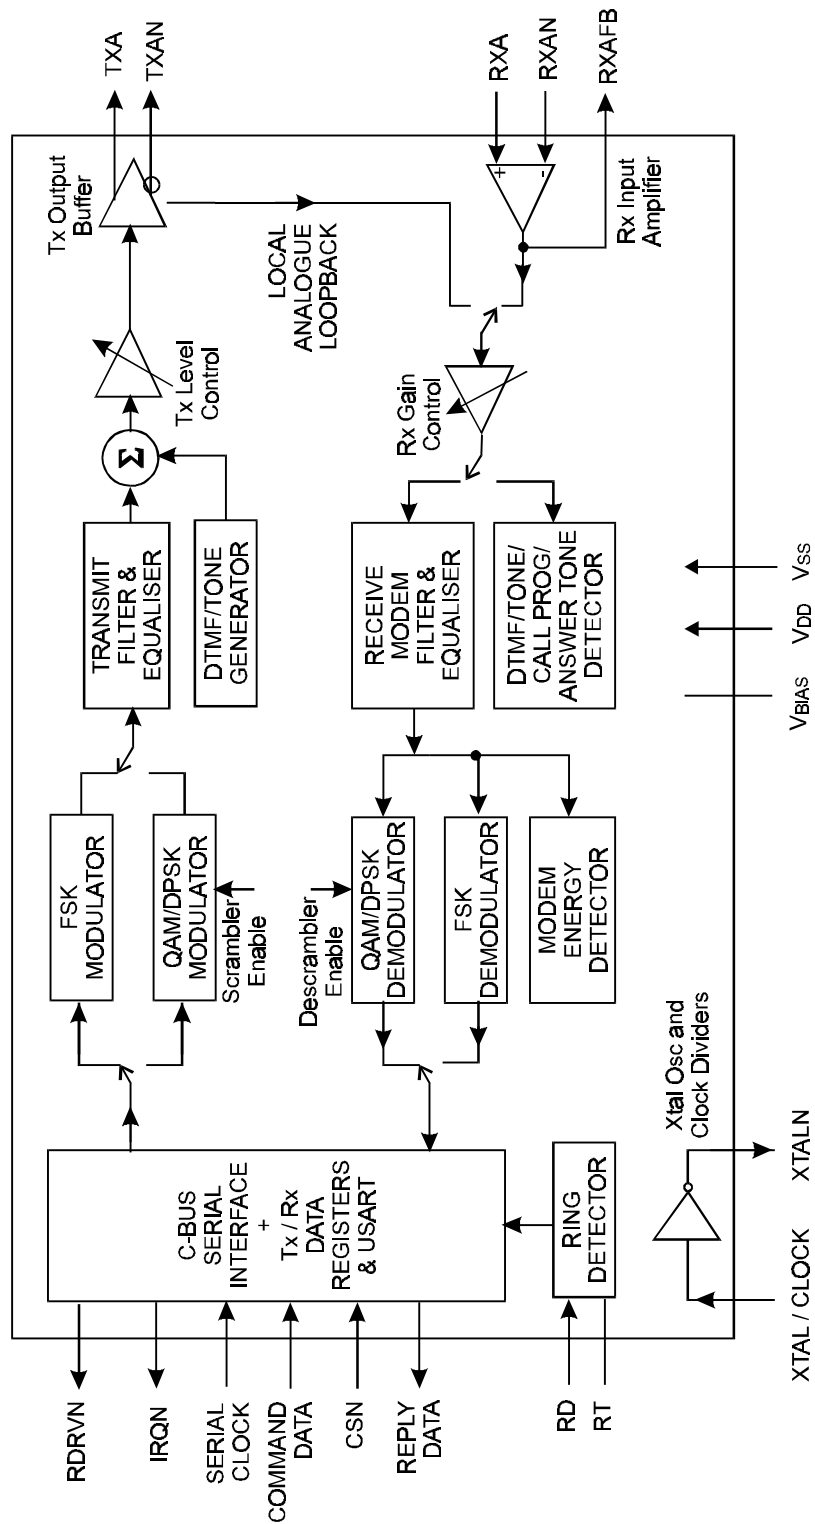 RDRVN
IRQN
SERIAL
CLOCK
COMMAND
DATA
CSN
REPLY
DATA
RD
RT
C-BUS
SERIAL
INTERFACE
+
Tx / Rx
DATA
REGISTERS
& USART
RING
DETECTOR
FSK
MODULATOR
QAM/DPSK
MODULATOR
Scrambler
Enable
Descrambler
Enable
QAM/DPSK
DEMODULATOR
FSK
DEMODULATOR
MODEM
ENERGY
DETECTOR
Xtal Osc and
Clock Dividers
XTAL / CLOCK
XTALN
TRANSMIT
FILTER &
EQUALISER
DTMF/TONE
GENERATOR
RECEIVE
MODEM
FILTER &
EQUALISER
DTMF/TONE/
CALL PROG/
ANSWER TONE
DETECTOR
VBIAS
VDD
VSS
Σ
Tx Level
Control
Rx Gain
Control
LOCAL
ANALOGUE
LOOPBACK
Tx Output
Buffer
+
-
Rx Input
Amplifier
TXA
TXAN
RXA
RXAN
RXAFB